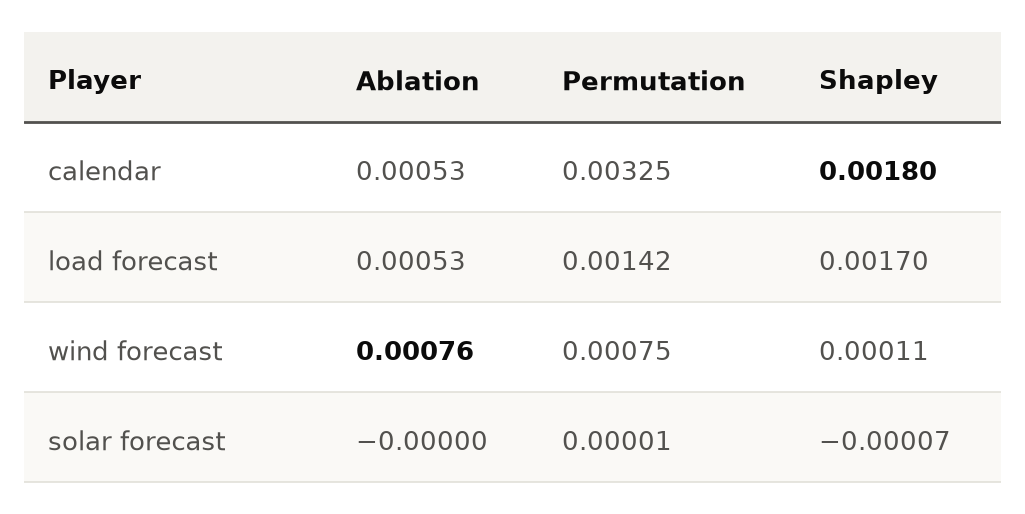 Player Ablation Permutation Shapley
calendar 0.00053 0.00325 0.00180
load forecast 0.00053 0.00142 0.00170
wind forecast 0.00076 0.00075 0.00011
solar forecast −0.00000 0.00001 −0.00007